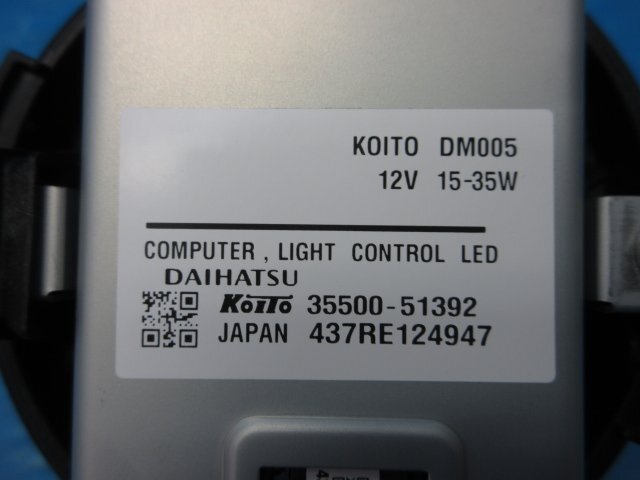 KOITO DM005
12V 15-35W
COMPUTER , LIGHT CONTROL LED
DAIHATSU
KOITO 35500-51392
JAPAN 437RE124947